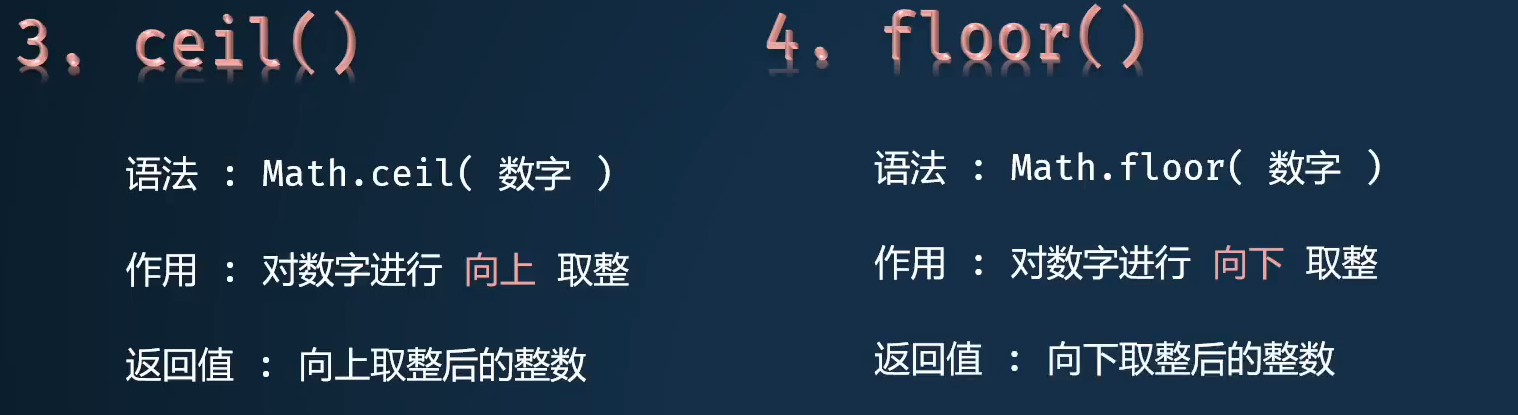 3. ceil()
语法 : Math.ceil( 数字 )
作用 : 对数字进行 向上 取整
返回值 : 向上取整后的整数
4. floor()
语法 : Math.floor( 数字 )
作用 : 对数字进行 向下 取整
返回值 : 向下取整后的整数